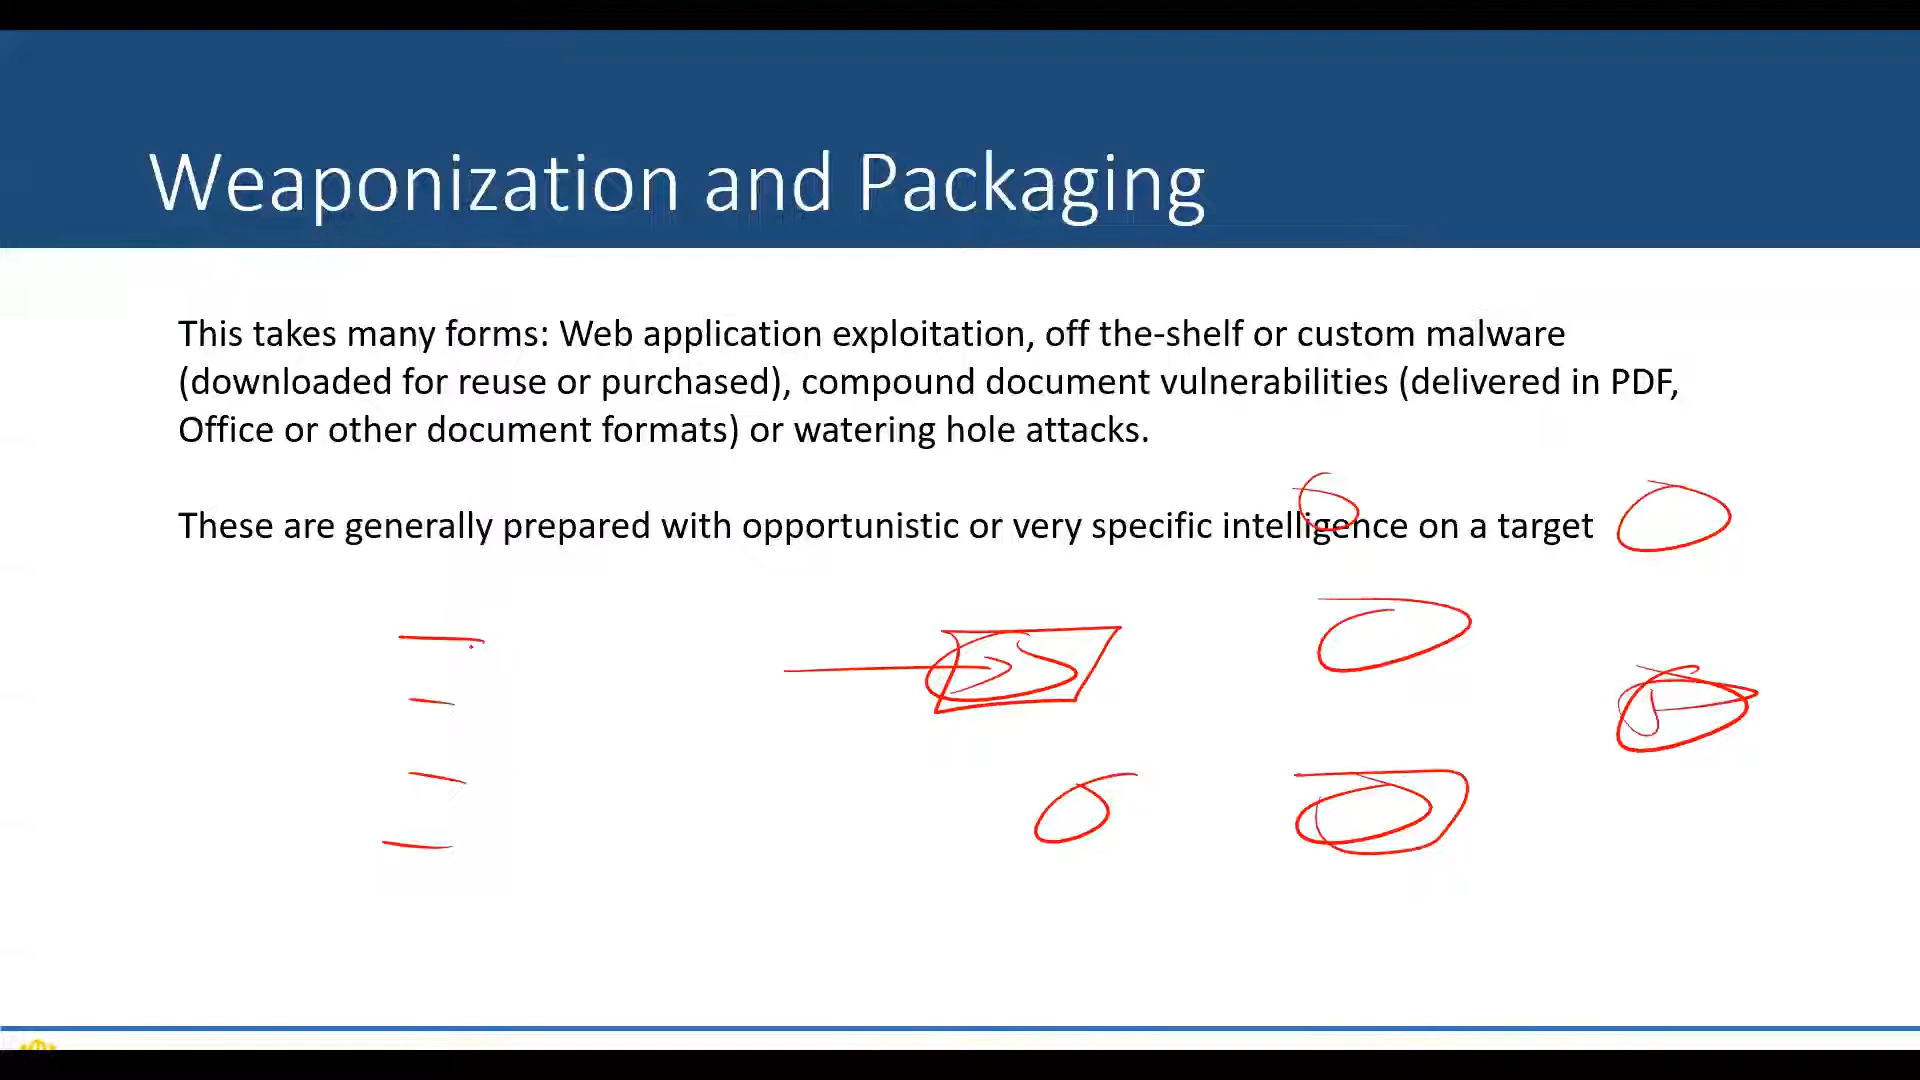 Weaponization and Packaging
This takes many forms: Web application exploitation, off the-shelf or custom malware
(downloaded for reuse or purchased), compound document vulnerabilities (delivered in PDF,
Office or other document formats) or watering hole attacks.
These are generally prepared with opportunistic or very specific intelligence on a target